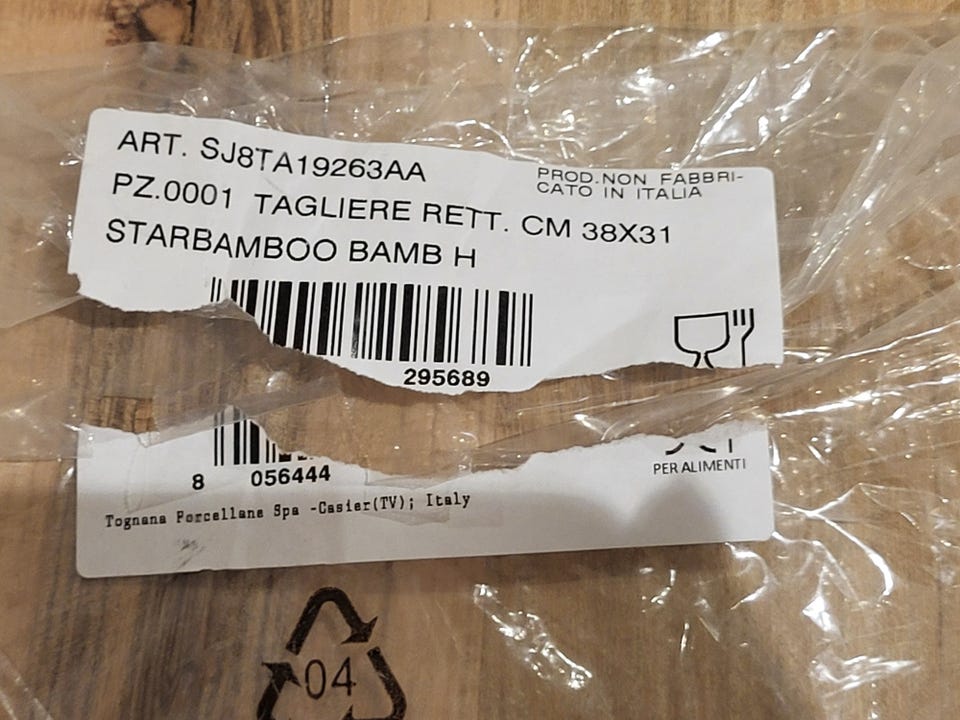 ART. SJ8TA19263AA
PROD.NON FABBRI-
CATO IN ITALIA
PZ.0001 TAGLIERE RETT. CM 38X31
STARBAMBOO BAMB H
295689
8 056444
PER ALIMENTI
Tognana Porcellane Spa -Casier(TV); Italy
04